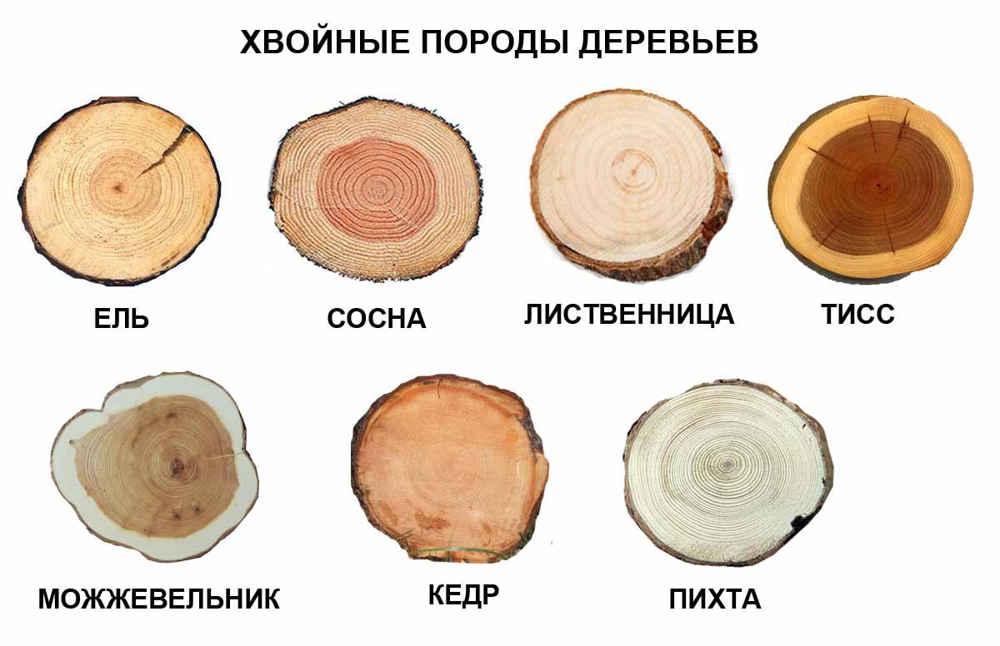 ХВОЙНЫЕ ПОРОДЫ ДЕРЕВЬЕВ
ЕЛЬ
СОСНА
ЛИСТВЕННИЦА
ТИСС
МОЖЖЕВЕЛЬНИК
КЕДР
ПИХТА